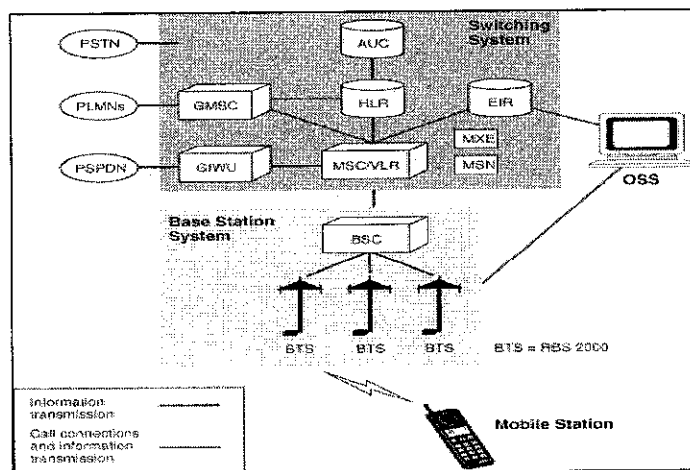 Switching
System
PSTN
AUC
PLMNs
GMSC
HLR
EIR
MXE
PSPDN
GIWU
MSC/VLR
MSN
OSS
Base Station
System
BSC
BTS
BTS
BTS
BTS = RBS 2000
Information
transmission
Mobile Station
Call connections
and information
transmission